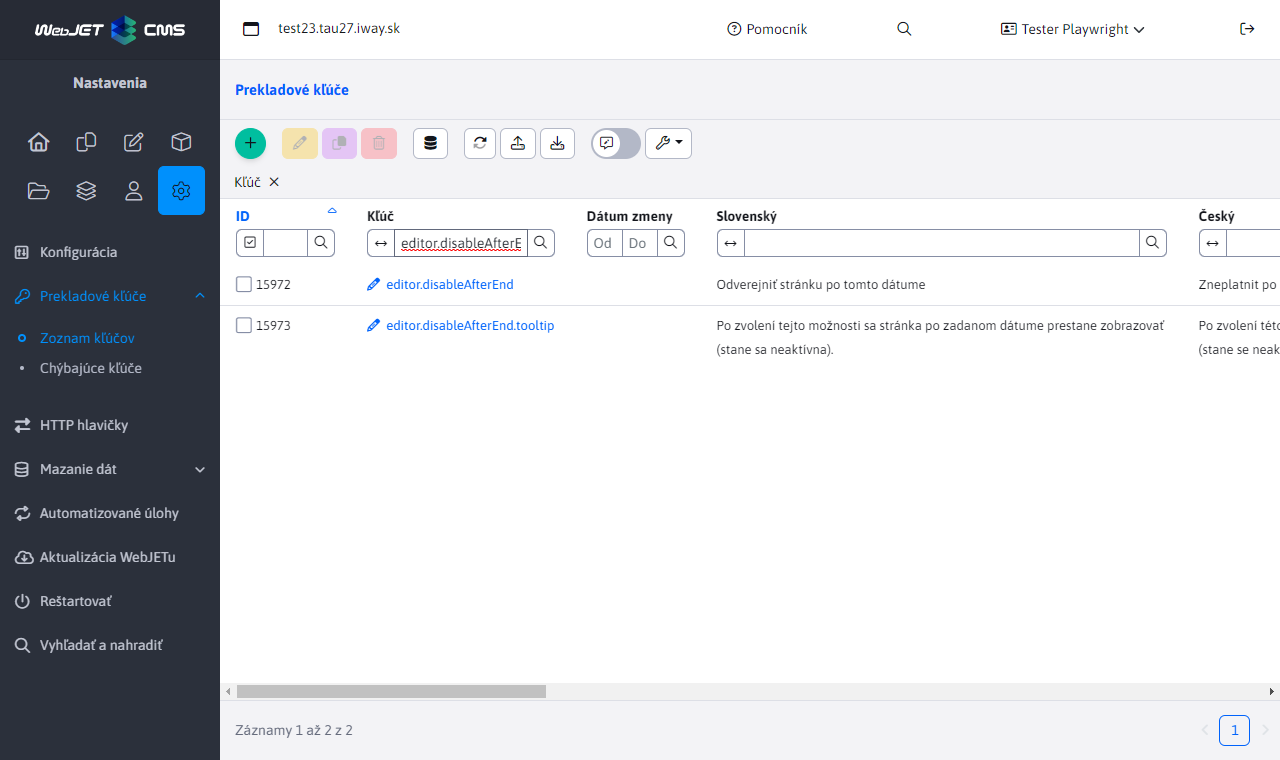 WebJET CMS
test23.tau27.iway.sk
Pomocník
Tester Playwright
Nastavenia
Prekladové kľúče
Kľúč
ID
Kľúč
Dátum zmeny
Slovenský
Český
editor.disableAfterE
Od
Do
Konfigurácia
15972
editor.disableAfterEnd
Odverejniť stránku po tomto dátume
Zneplatnit po
Prekladové kľúče
15973
editor.disableAfterEnd.tooltip
Po zvolení tejto možnosti sa stránka po zadanom dátume prestane zobrazovať
(stane sa neaktívna).
Po zvolení této
(stane se neak
Zoznam kľúčov
Chýbajúce kľúče
HTTP hlavičky
Mazanie dát
Automatizované úlohy
Aktualizácia WebJETu
Reštartovať
Vyhľadať a nahradiť
Záznamy 1 až 2 z 2
1